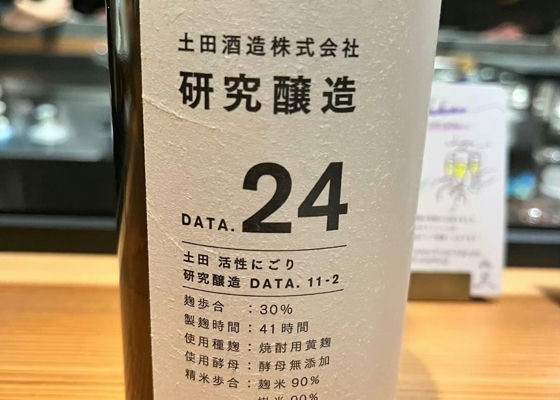 土田酒造株式会社
研究醸造
DATA. 24
土田 活性にごり
研究醸造 DATA. 11-2
麹歩合 : 30%
製麹時間 : 41時間
使用種麹 : 焼酎用黄麹
使用酵母 : 酵母無添加
精米歩合 : 麹米 90%